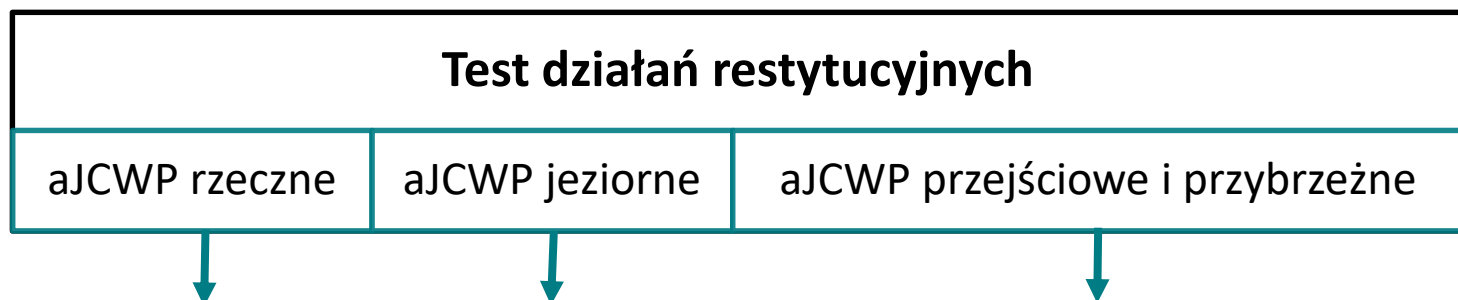 Test działań restytucyjnych
aJCWP rzeczne
aJCWP jeziorne
aJCWP przejściowe i przybrzeżne